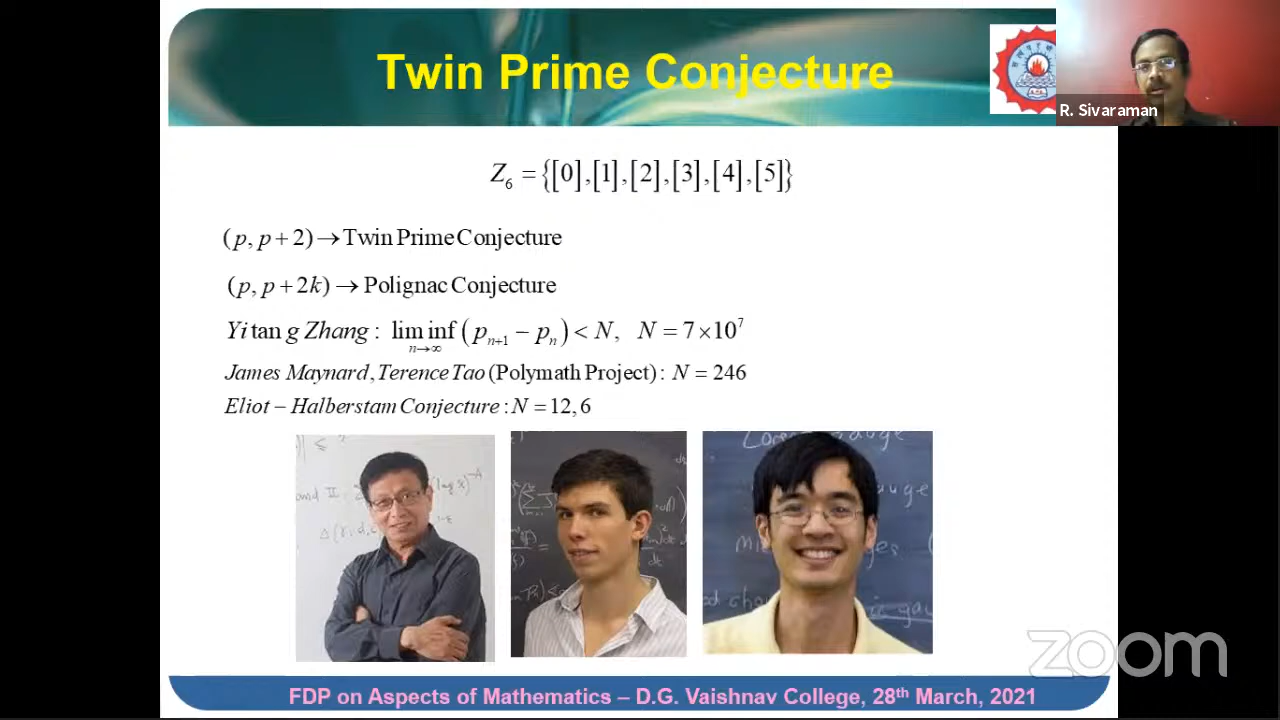 Twin Prime Conjecture
R. Sivaraman
Z₆ = {[0],[1],[2],[3],[4],[5]}
(p, p+2) → Twin Prime Conjecture
(p, p+2k) → Polignac Conjecture
Yi tan g Zhang : lim inf n→∞ (pₙ₊₁ − pₙ) < N, N = 7×10⁷
James Maynard, Terence Tao (Polymath Project) : N = 246
Eliot – Halberstam Conjecture : N = 12, 6
zoom
FDP on Aspects of Mathematics – D.G. Vaishnav College, 28th March, 2021